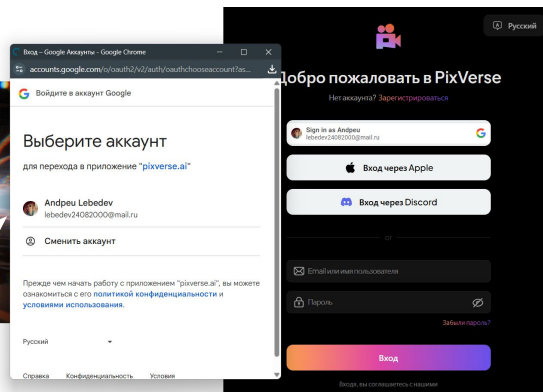 Вход – Google Аккаунты - Google Chrome
accounts.google.com/o/oauth2/v2/auth/oauthchooseaccount?as...
Войдите в аккаунт Google
Выберите аккаунт
для перехода в приложение "pixverse.ai"
Andpeu Lebedev
lebedev24082000@mail.ru
Сменить аккаунт
Прежде чем начать работу с приложением "pixverse.ai", вы можете
ознакомиться с его политикой конфиденциальности и
условиями использования.
Русский
Справка Конфиденциальность Условия
Русский
Добро пожаловать в PixVerse
Нет аккаунта? Зарегистрироваться
Sign in as Andpeu
lebedev24082000@mail.ru
Вход через Apple
Вход через Discord
or
Email или имя пользователя
Пароль
Забыли пароль?
Вход
Входя, вы соглашаетесь с нашими